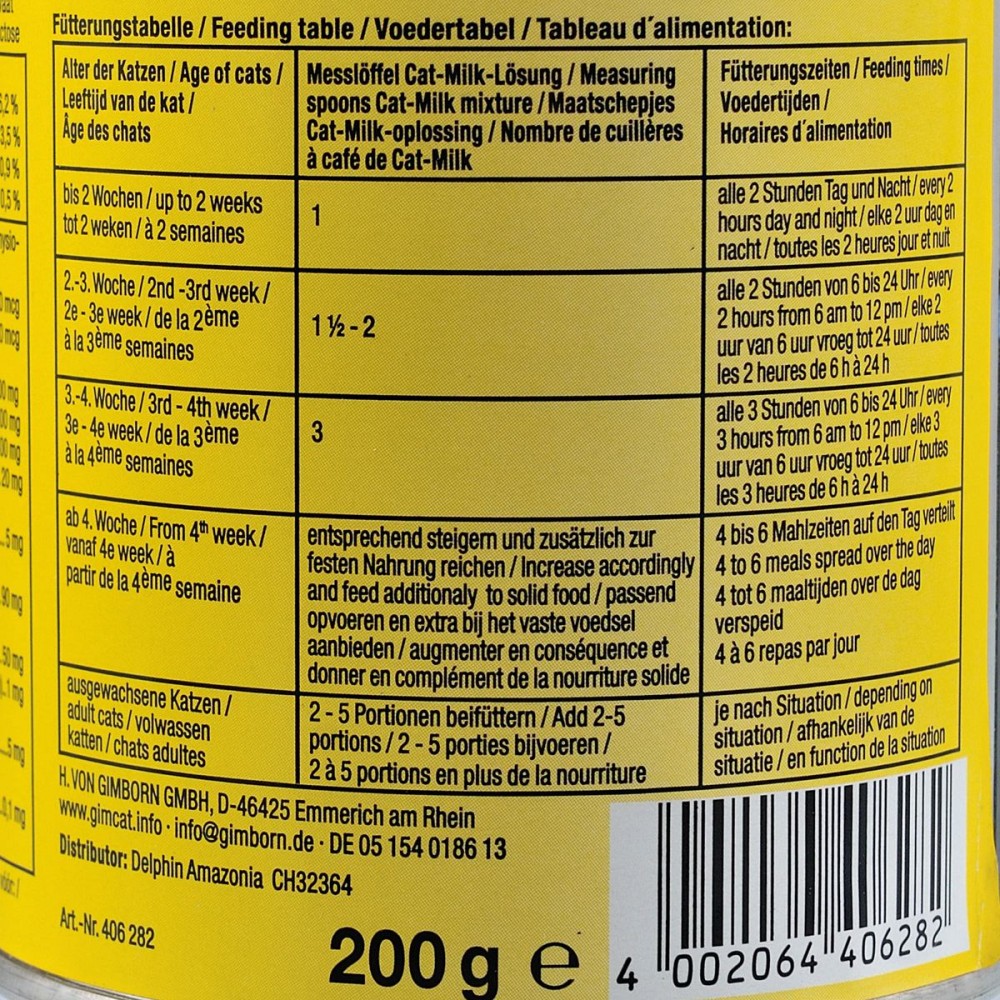 Fütterungstabelle / Feeding table / Voedertabel / Tableau d´alimentation:
Alter der Katzen / Age of cats /
Leeftijd van de kat /
Âge des chats
Messlöffel Cat-Milk-Lösung / Measuring
spoons Cat-Milk mixture / Maatschepjes
Cat-Milk-oplossing / Nombre de cuillères
à café de Cat-Milk
Fütterungszeiten / Feeding times /
Voedertijden /
Horaires d´alimentation
bis 2 Wochen / up to 2 weeks
tot 2 weken / à 2 semaines
1
alle 2 Stunden Tag und Nacht / every 2
hours day and night / elke 2 uur dag en
nacht / toutes les 2 heures jour et nuit
2.-3. Woche / 2nd -3rd week /
2e - 3e week / de la 2ème
à la 3ème semaines
1 ½ - 2
alle 2 Stunden von 6 bis 24 Uhr / every
2 hours from 6 am to 12 pm / elke 2
uur van 6 uur vroeg tot 24 uur / toutes
les 2 heures de 6 h à 24 h
3.-4. Woche / 3rd - 4th week /
3e - 4e week / de la 3ème
à la 4ème semaines
3
alle 3 Stunden von 6 bis 24 Uhr / every
3 hours from 6 am to 12 pm / elke 3
uur van 6 uur vroeg tot 24 uur / toutes
les 3 heures de 6 h à 24 h
ab 4. Woche / From 4th week /
vanaf 4e week / à
partir de la 4ème semaine
entsprechend steigern und zusätzlich zur
festen Nahrung reichen / Increase accordingly
and feed additionaly to solid food / passend
opvoeren en extra bij het vaste voedsel
aanbieden / augmenter en conséquence et
donner en complément de la nourriture solide
4 bis 6 Mahlzeiten auf den Tag verteilt
4 to 6 meals spread over the day
4 tot 6 maaltijden over de dag
verspeid
4 à 6 repas par jour
ausgewachsene Katzen /
adult cats / volwassen
katten / chats adultes
2 - 5 Portionen beifüttern / Add 2-5
portions / 2 - 5 porties bijvoeren /
2 à 5 portions en plus de la nourriture
je nach Situation / depending on
situation / afhankelijk van de
situatie / en function de la situation
H. VON GIMBORN GMBH, D-46425 Emmerich am Rhein
www.gimcat.info · info@gimborn.de · DE 05 154 0186 13
Distributor: Delphin Amazonia CH32364
Art.-Nr. 406 282
200 g e
4 002064 406282